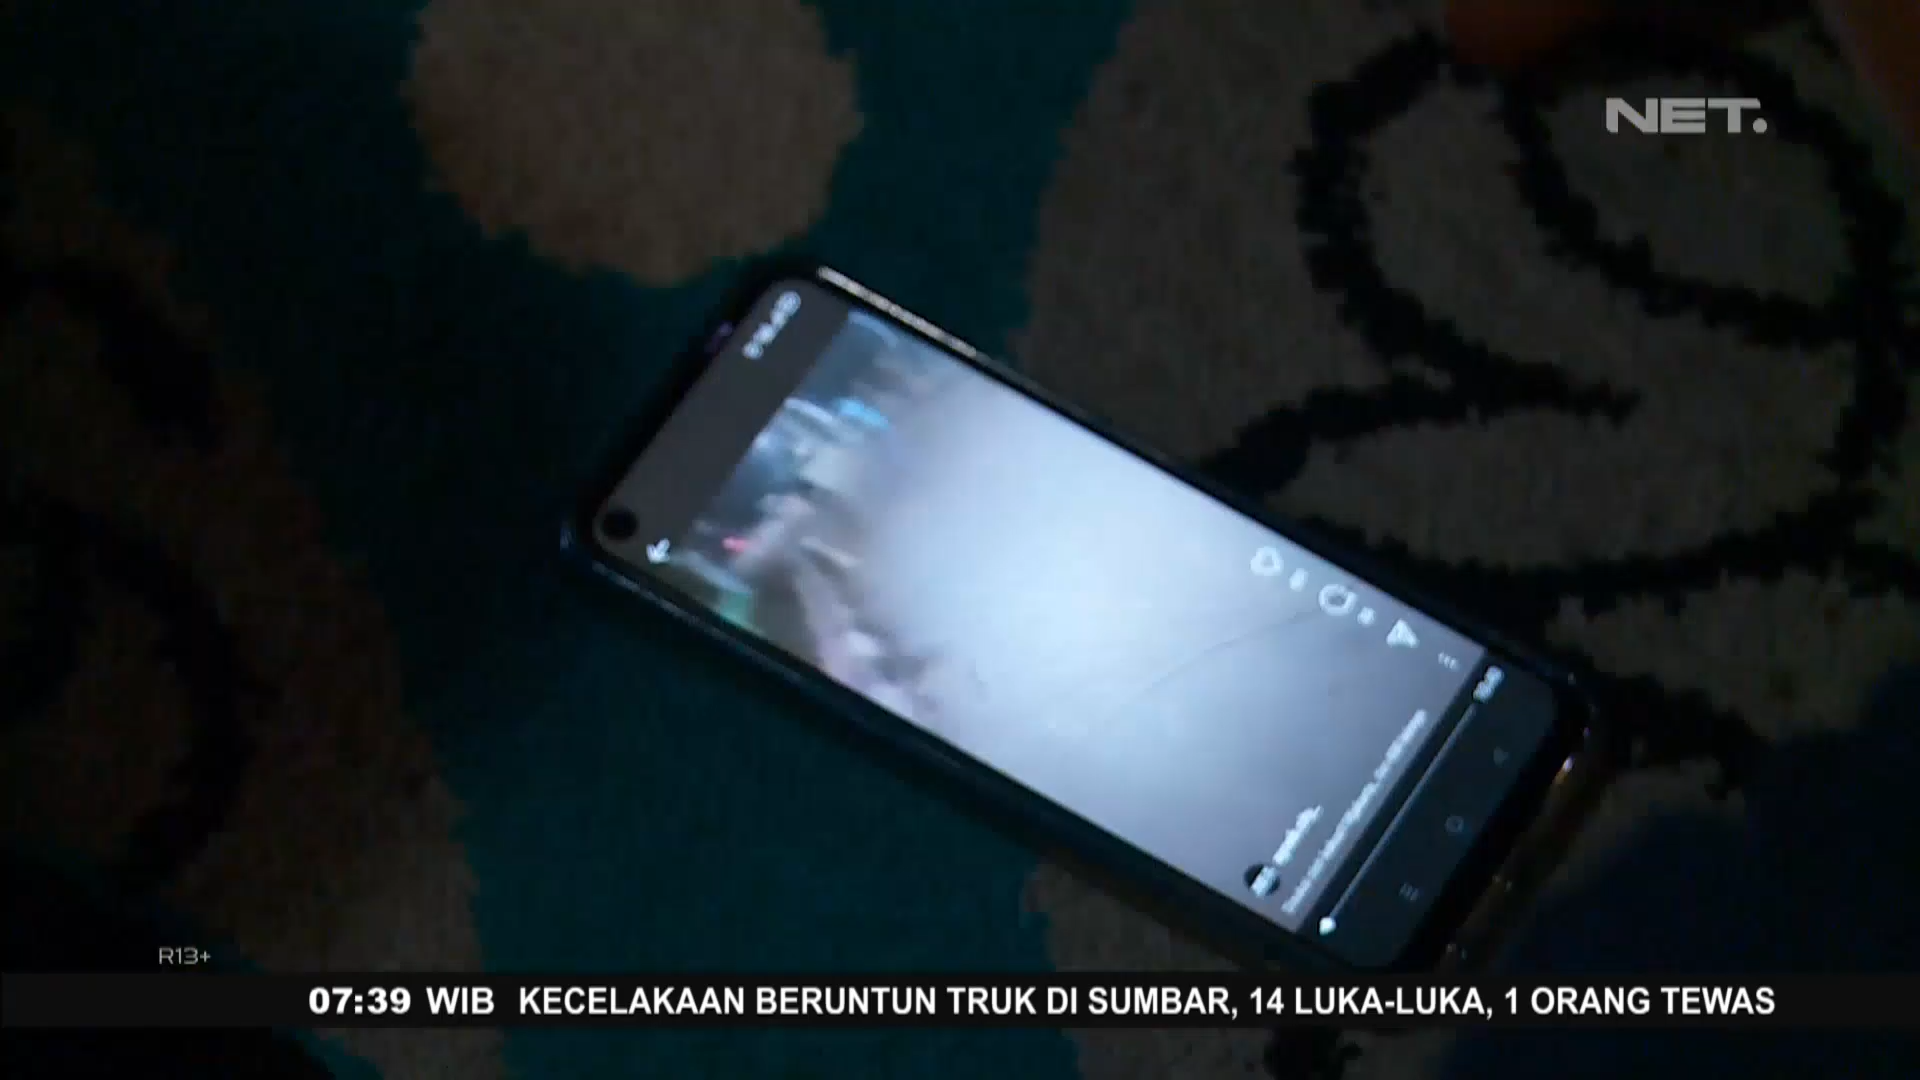 NET.
R13+
07:39 WIB KECELAKAAN BERUNTUN TRUK DI SUMBAR, 14 LUKA-LUKA, 1 ORANG TEWAS